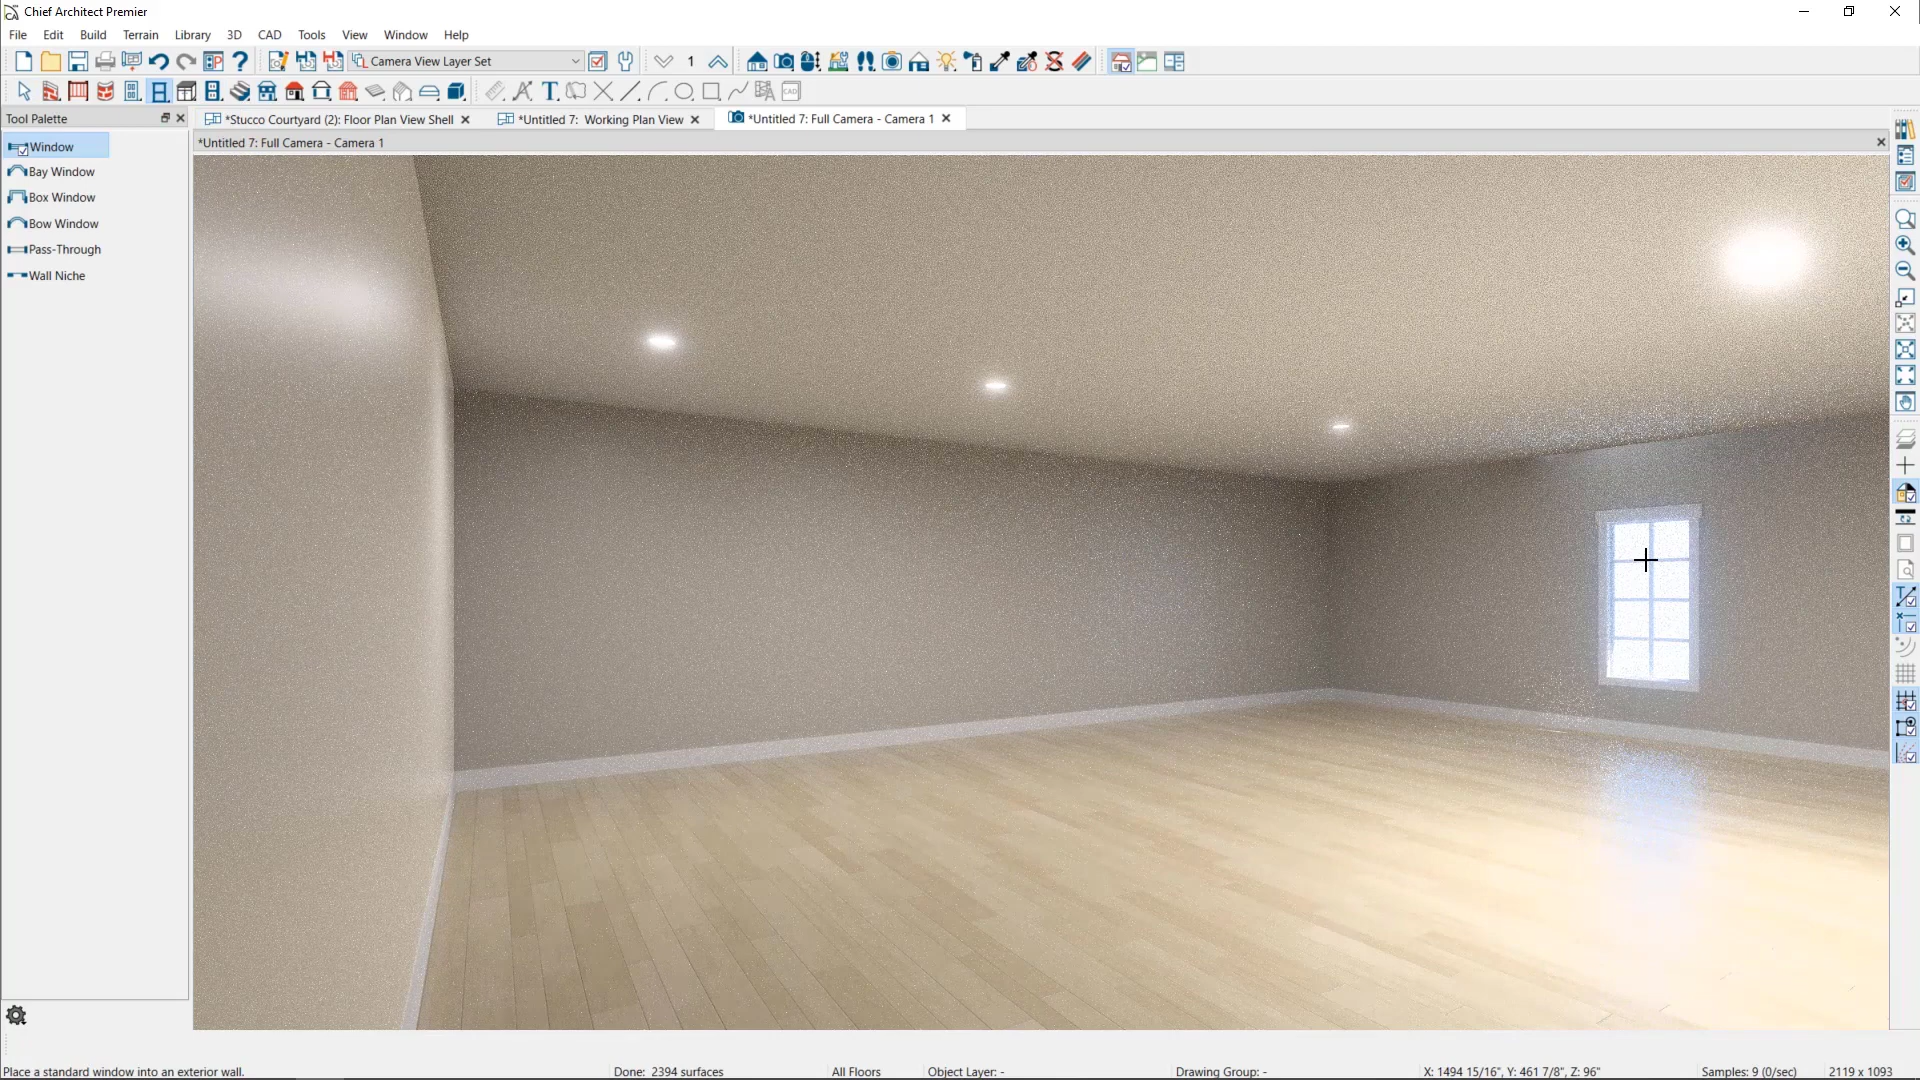 Chief Architect Premier
File Edit Build Terrain Library 3D CAD Tools View Window Help
Camera View Layer Set 1
Tool Palette
*Stucco Courtyard (2): Floor Plan View Shell *Untitled 7: Working Plan View *Untitled 7: Full Camera - Camera 1
*Untitled 7: Full Camera - Camera 1
Window
Bay Window
Box Window
Bow Window
Pass-Through
Wall Niche
Place a standard window into an exterior wall. Done: 2394 surfaces All Floors Object Layer: - Drawing Group: - X: 1494 15/16", Y: 461 7/8", Z: 96" Samples: 9 (0/sec) 2119 x 1093